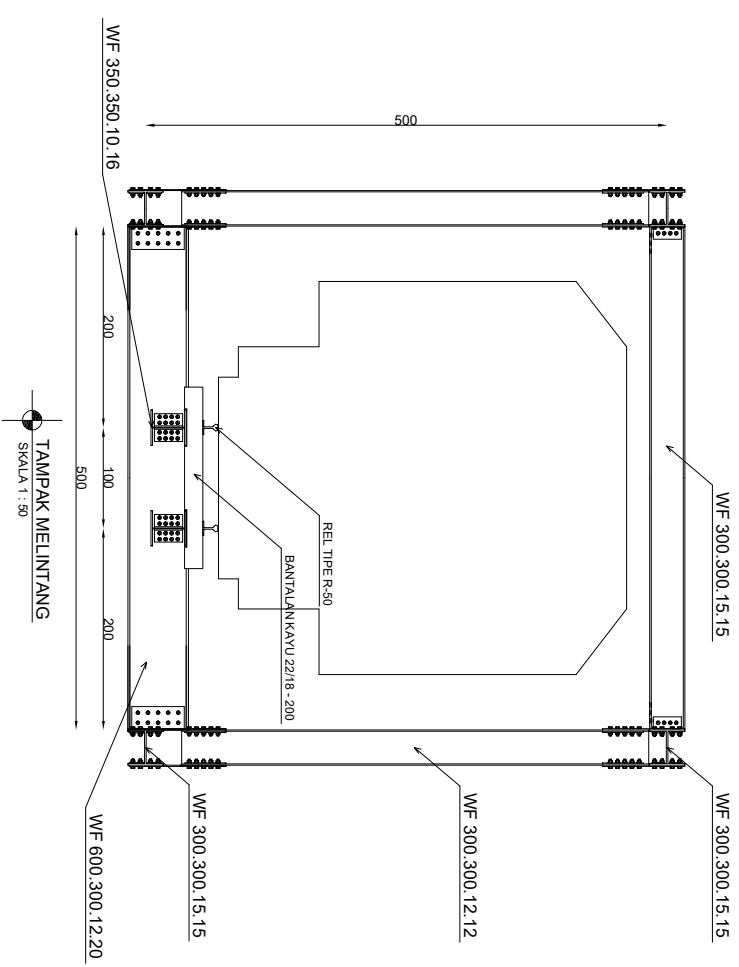 500
WF 350.350.10.16
WF 300.300.15.15
WF 300.300.15.15
REL TIPE R-50
BANTALAN KAYU 22/18 - 200
WF 300.300.12.12
WF 300.300.15.15
WF 600.300.12.20
200
100
200
500
TAMPAK MELINTANG
SKALA 1 : 50